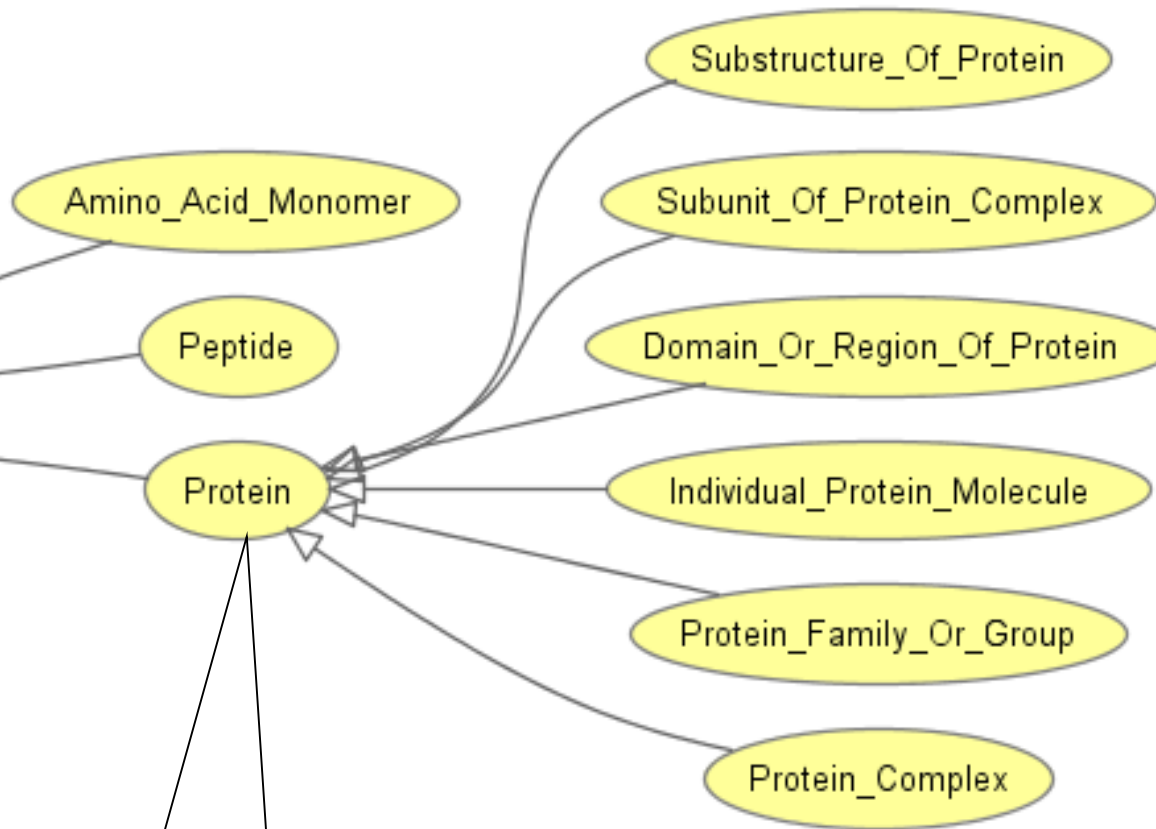 Substructure_Of_Protein
Amino_Acid_Monomer
Subunit_Of_Protein_Complex
Peptide
Domain_Or_Region_Of_Protein
Protein
Individual_Protein_Molecule
Protein_Family_Or_Group
Protein_Complex